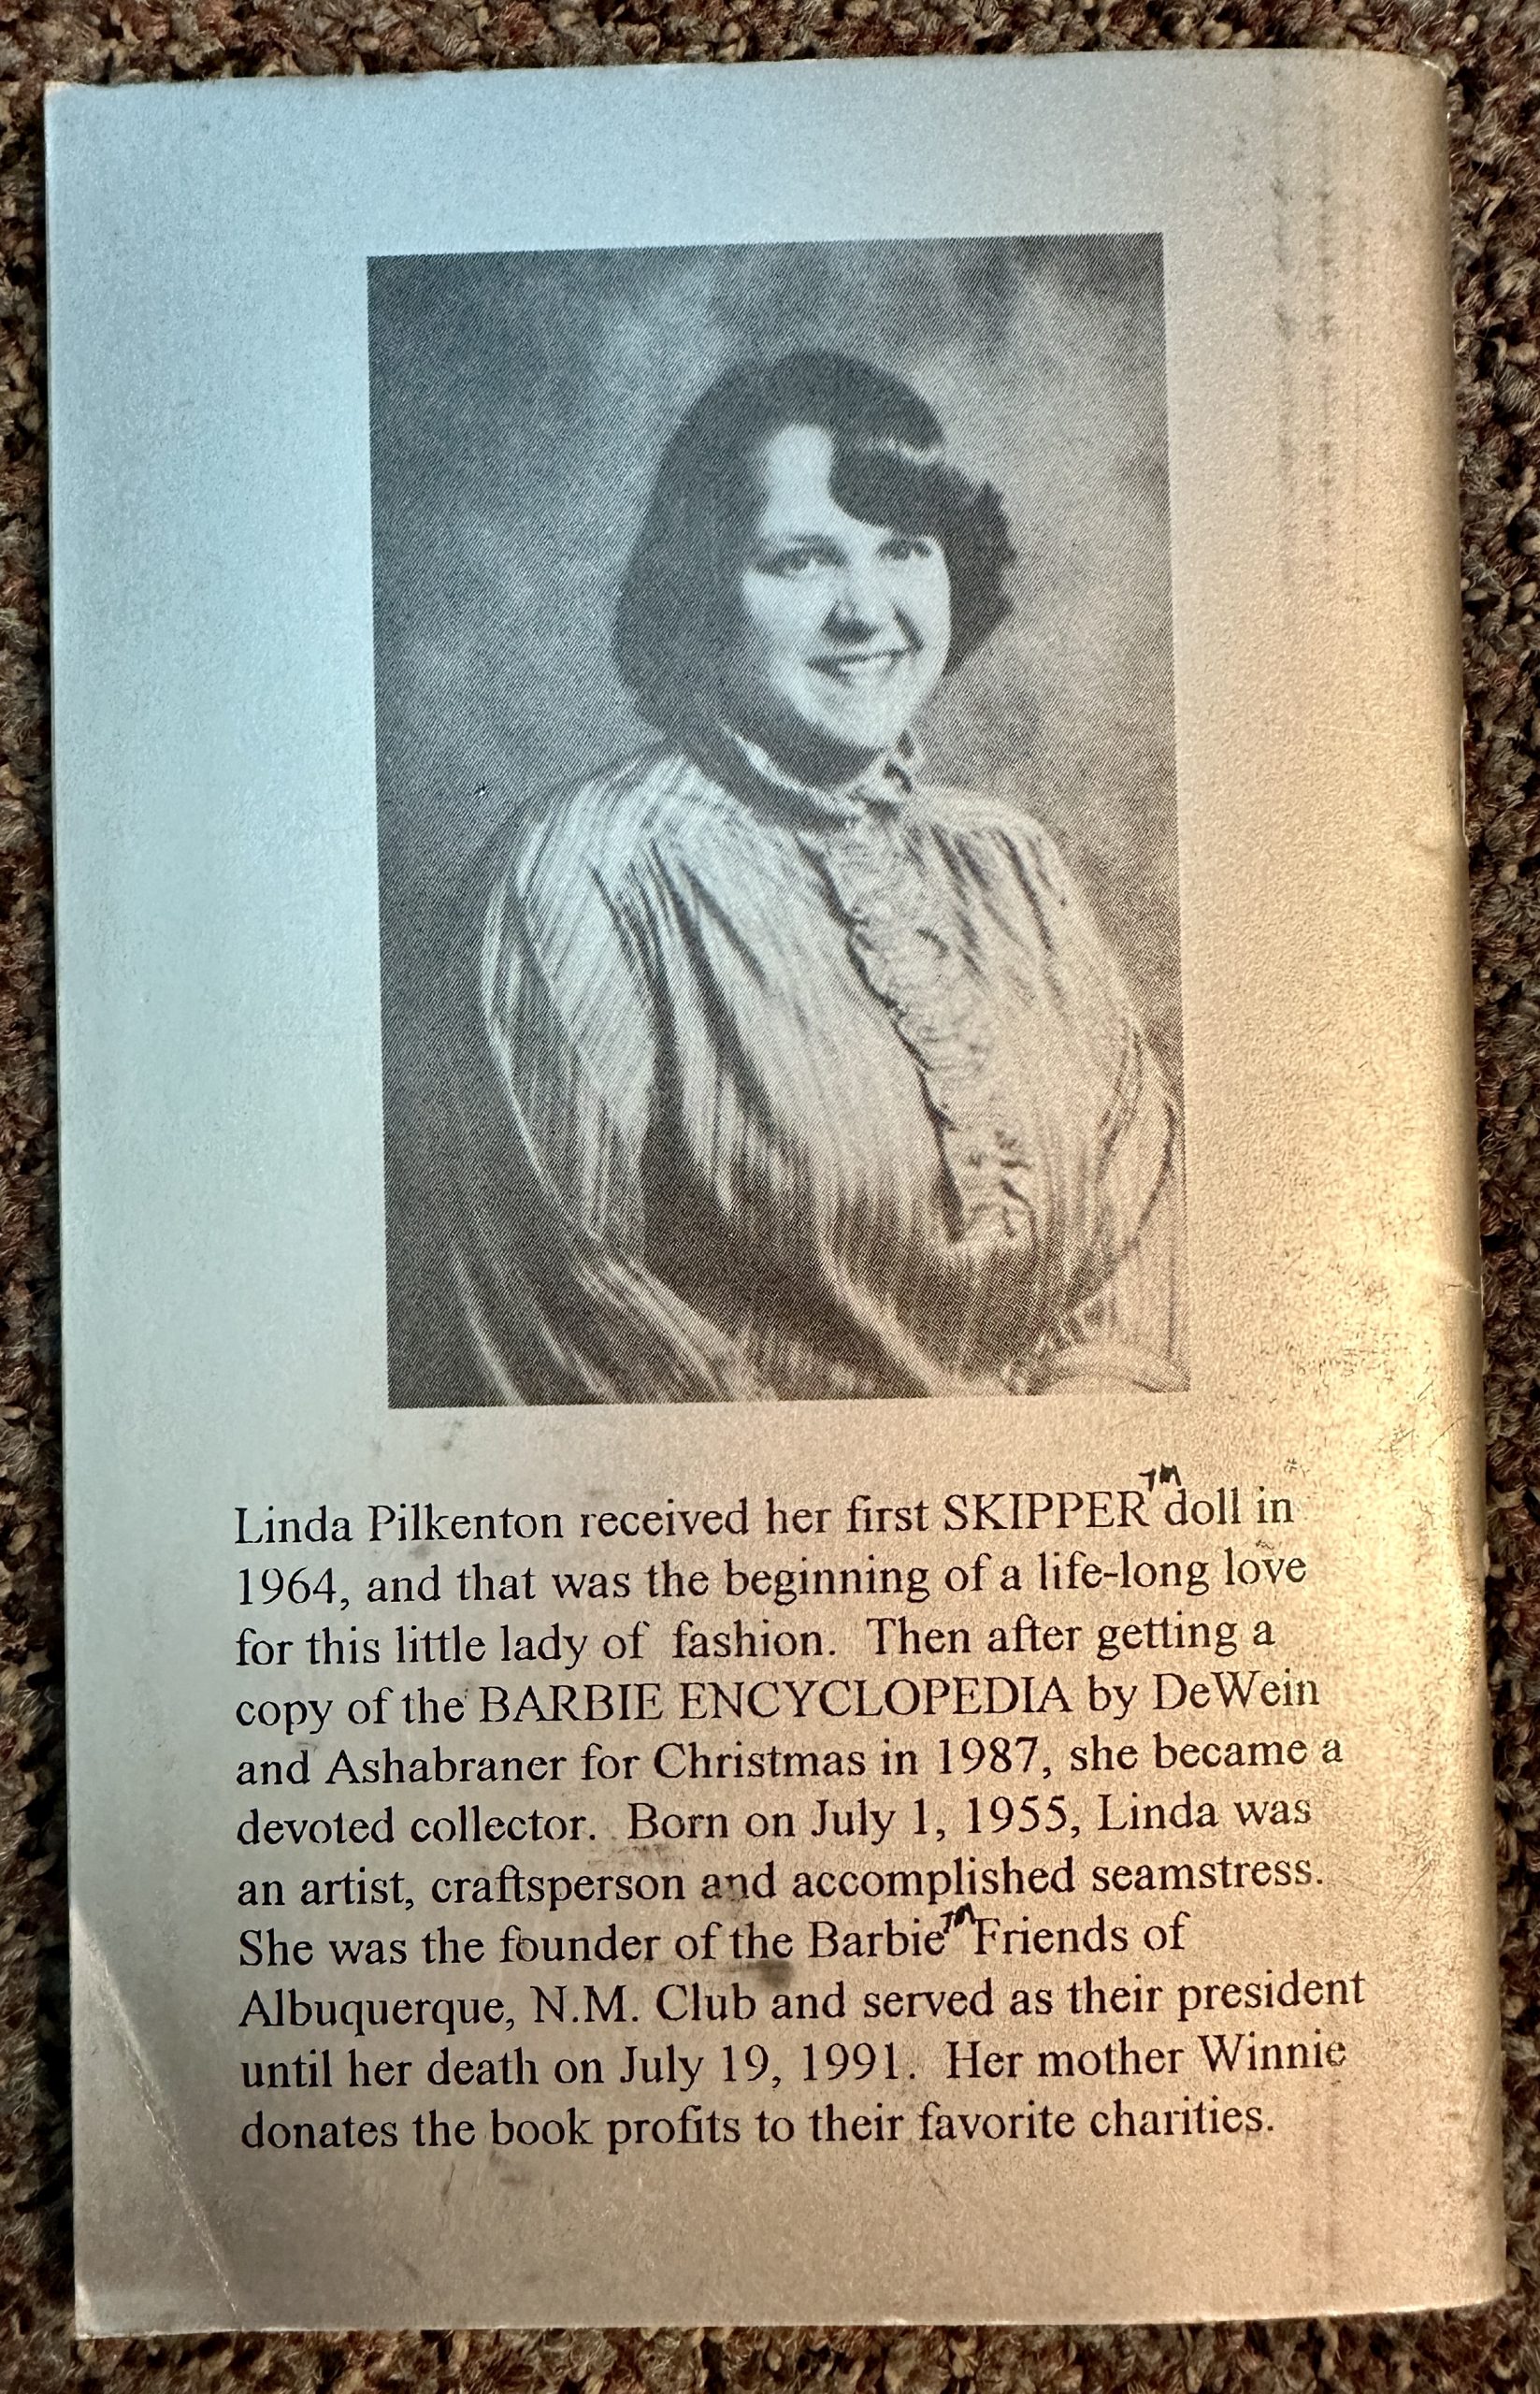 Linda Pilkenton received her first SKIPPER™ doll in
1964, and that was the beginning of a life-long love
for this little lady of fashion. Then after getting a
copy of the BARBIE ENCYCLOPEDIA by DeWein
and Ashabraner for Christmas in 1987, she became a
devoted collector. Born on July 1, 1955, Linda was
an artist, craftsperson and accomplished seamstress.
She was the founder of the Barbie™ Friends of
Albuquerque, N.M. Club and served as their president
until her death on July 19, 1991. Her mother Winnie
donates the book profits to their favorite charities.